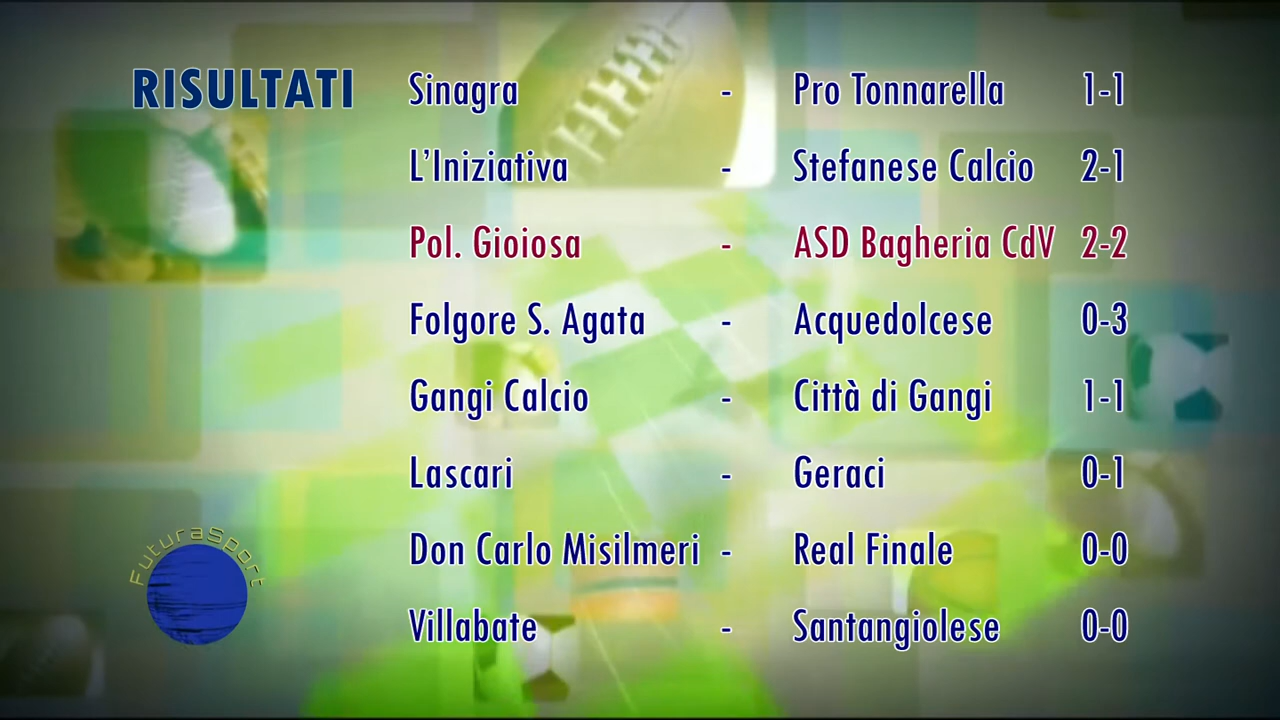 RISULTATI
Sinagra - Pro Tonnarella 1-1
L'Iniziativa - Stefanese Calcio 2-1
Pol. Gioiosa - ASD Bagheria CdV 2-2
Folgore S. Agata - Acquedolcese 0-3
Gangi Calcio - Città di Gangi 1-1
Lascari - Geraci 0-1
Don Carlo Misilmeri - Real Finale 0-0
Villabate - Santangiolese 0-0
FuturaSport